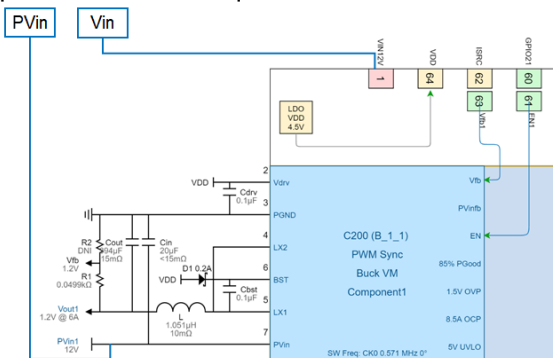 PVin
Vin
VIN12V
VDD
ISRC
GPIO21
1
64
62
60
63
61
Vfb1
EN1
LDO
VDD
4.5V
2
VDD
Cdrv
0.1µF
Vdrv
Vfb
3
PGND
PVinfb
R2
DNI
Cout
94µF
15mΩ
Cin
20µF
<15mΩ
4
LX2
C200 (B_1_1)
PWM Sync
Buck VM
Component1
EN
Vfb
1.2V
R1
0.0499kΩ
D1 0.2A
VDD
6
BST
85% PGood
Cbst
0.1µF
1.5V OVP
Vout1
1.2V @ 6A
L
1.051µH
10mΩ
5
LX1
8.5A OCP
PVin1
12V
7
PVin
5V UVLO
SW Freq: CK0 0.571 MHz 0°